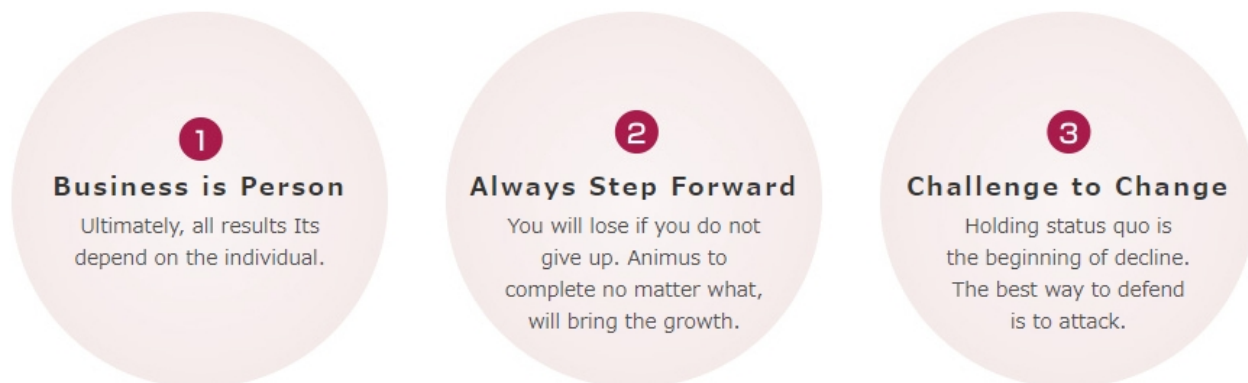 1
Business is Person
Ultimately, all results Its
depend on the individual.
2
Always Step Forward
You will lose if you do not
give up. Animus to
complete no matter what,
will bring the growth.
3
Challenge to Change
Holding status quo is
the beginning of decline.
The best way to defend
is to attack.